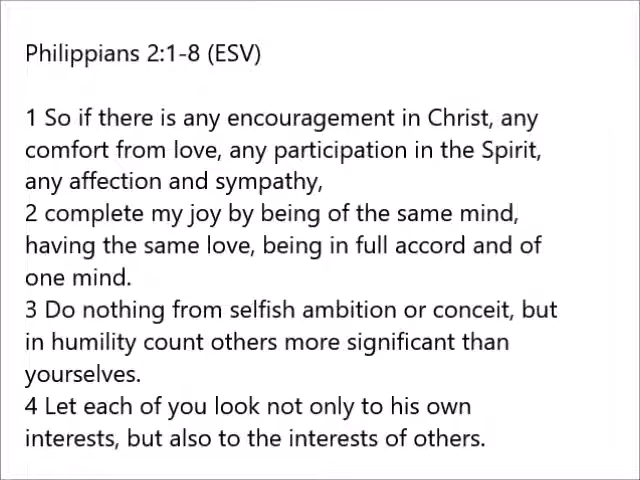 Philippians 2:1-8 (ESV)
1 So if there is any encouragement in Christ, any
comfort from love, any participation in the Spirit,
any affection and sympathy,
2 complete my joy by being of the same mind,
having the same love, being in full accord and of
one mind.
3 Do nothing from selfish ambition or conceit, but
in humility count others more significant than
yourselves.
4 Let each of you look not only to his own
interests, but also to the interests of others.